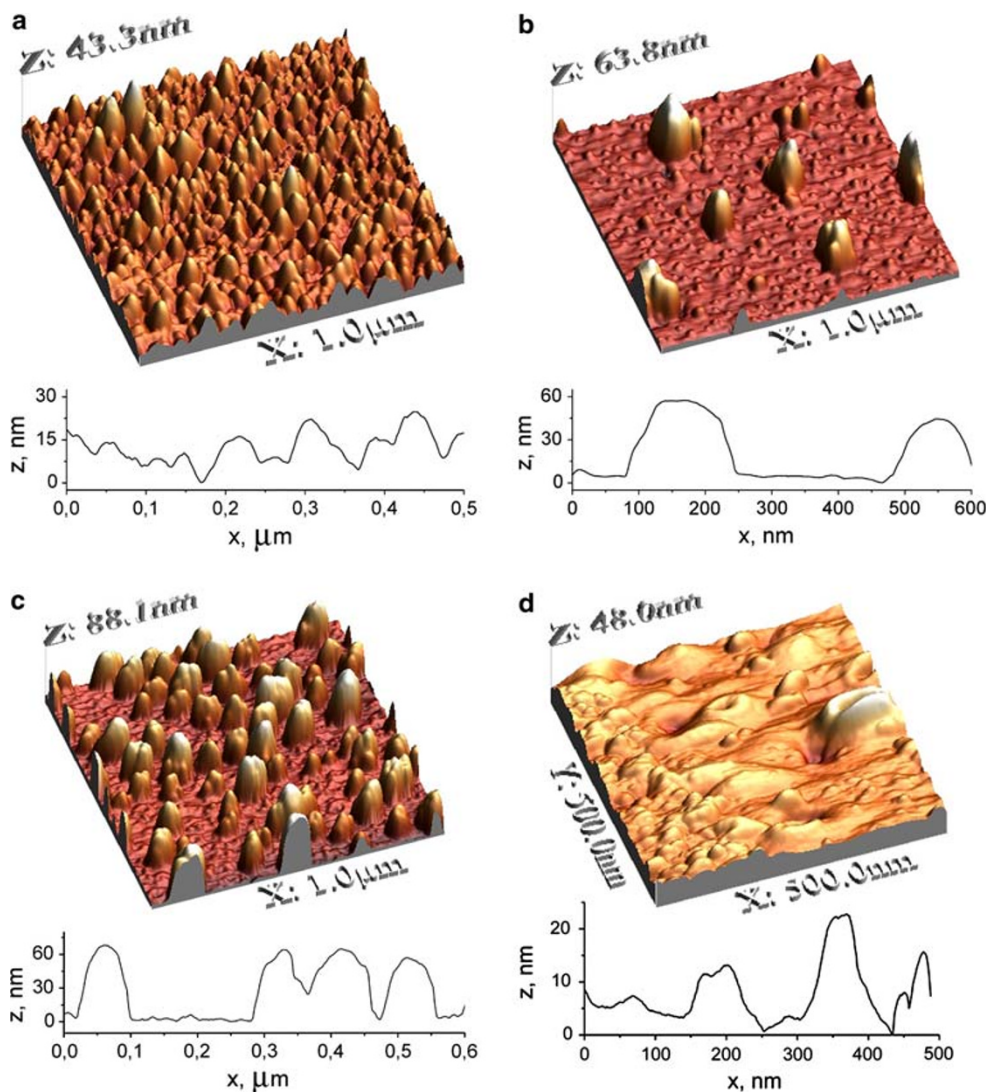 a
Z: 43.3nm
X: 1.0µm
30
15
0
z, nm
0,0 0,1 0,2 0,3 0,4 0,5
x, µm
b
Z: 63.8nm
X: 1.0µm
60
30
0
z, nm
0 100 200 300 400 500 600
x, nm
c
Z: 88.1nm
X: 1.0µm
60
30
0
z, nm
0,0 0,1 0,2 0,3 0,4 0,5 0,6
x, µm
d
Z: 48.0nm
Y: 500.0nm
X: 500.0nm
20
10
0
z, nm
0 100 200 300 400 500
x, nm